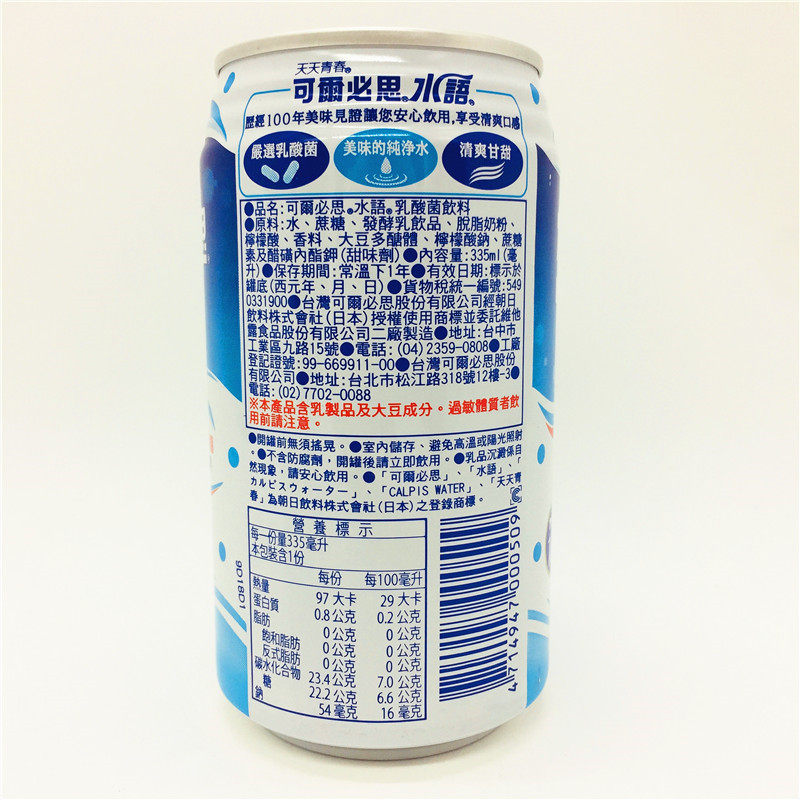 天天青春®
可爾必思®水語®
歷經100年美味見證讓您安心飲用,享受清爽口感
嚴選乳酸菌 美味的純淨水 清爽甘甜
●品名:可爾必思®水語®乳酸菌飲料
●原料:水、蔗糖、發酵乳飲品、脫脂奶粉、
檸檬酸、香料、大豆多醣體、檸檬酸鈉、蔗糖
素及醋磺內酯鉀(甜味劑)●內容量:335ml(毫
升)●保存期間:常溫下1年●有效日期:標示於
罐底(西元年、月、日)●貨物稅統一編號:549
0331900●台灣可爾必思股份有限公司經朝日
飲料株式會社(日本)授權使用商標並委託維他
露食品股份有限公司二廠製造●地址:台中市
工業區九路15號●電話:(04)2359-0808●工廠
登記證號:99-669911-00●台灣可爾必思股份
有限公司●地址:台北市松江路318號12樓-3●
電話:(02)7702-0088
※本產品含乳製品及大豆成分。過敏體質者飲
用前請注意。
●開罐前無須搖晃。●室內儲存、避免高溫或陽光照射
。●不含防腐劑,開罐後請立即飲用。●乳品沉澱係自
然現象,請安心飲用。●「可爾必思」、「水語」、「
カルピスウォーター」、「CALPIS WATER」、「天天青
春」為朝日飲料株式會社(日本)之登錄商標。
營養標示
每一份量335毫升
本包裝含1份
每份 每100毫升
熱量 97大卡 29大卡
蛋白質 0.8公克 0.2公克
脂肪 0公克 0公克
飽和脂肪 0公克 0公克
反式脂肪 0公克 0公克
碳水化合物 23.4公克 7.0公克
糖 22.2公克 6.6公克
鈉 54毫克 16毫克
9D18D1
4 714947 000509